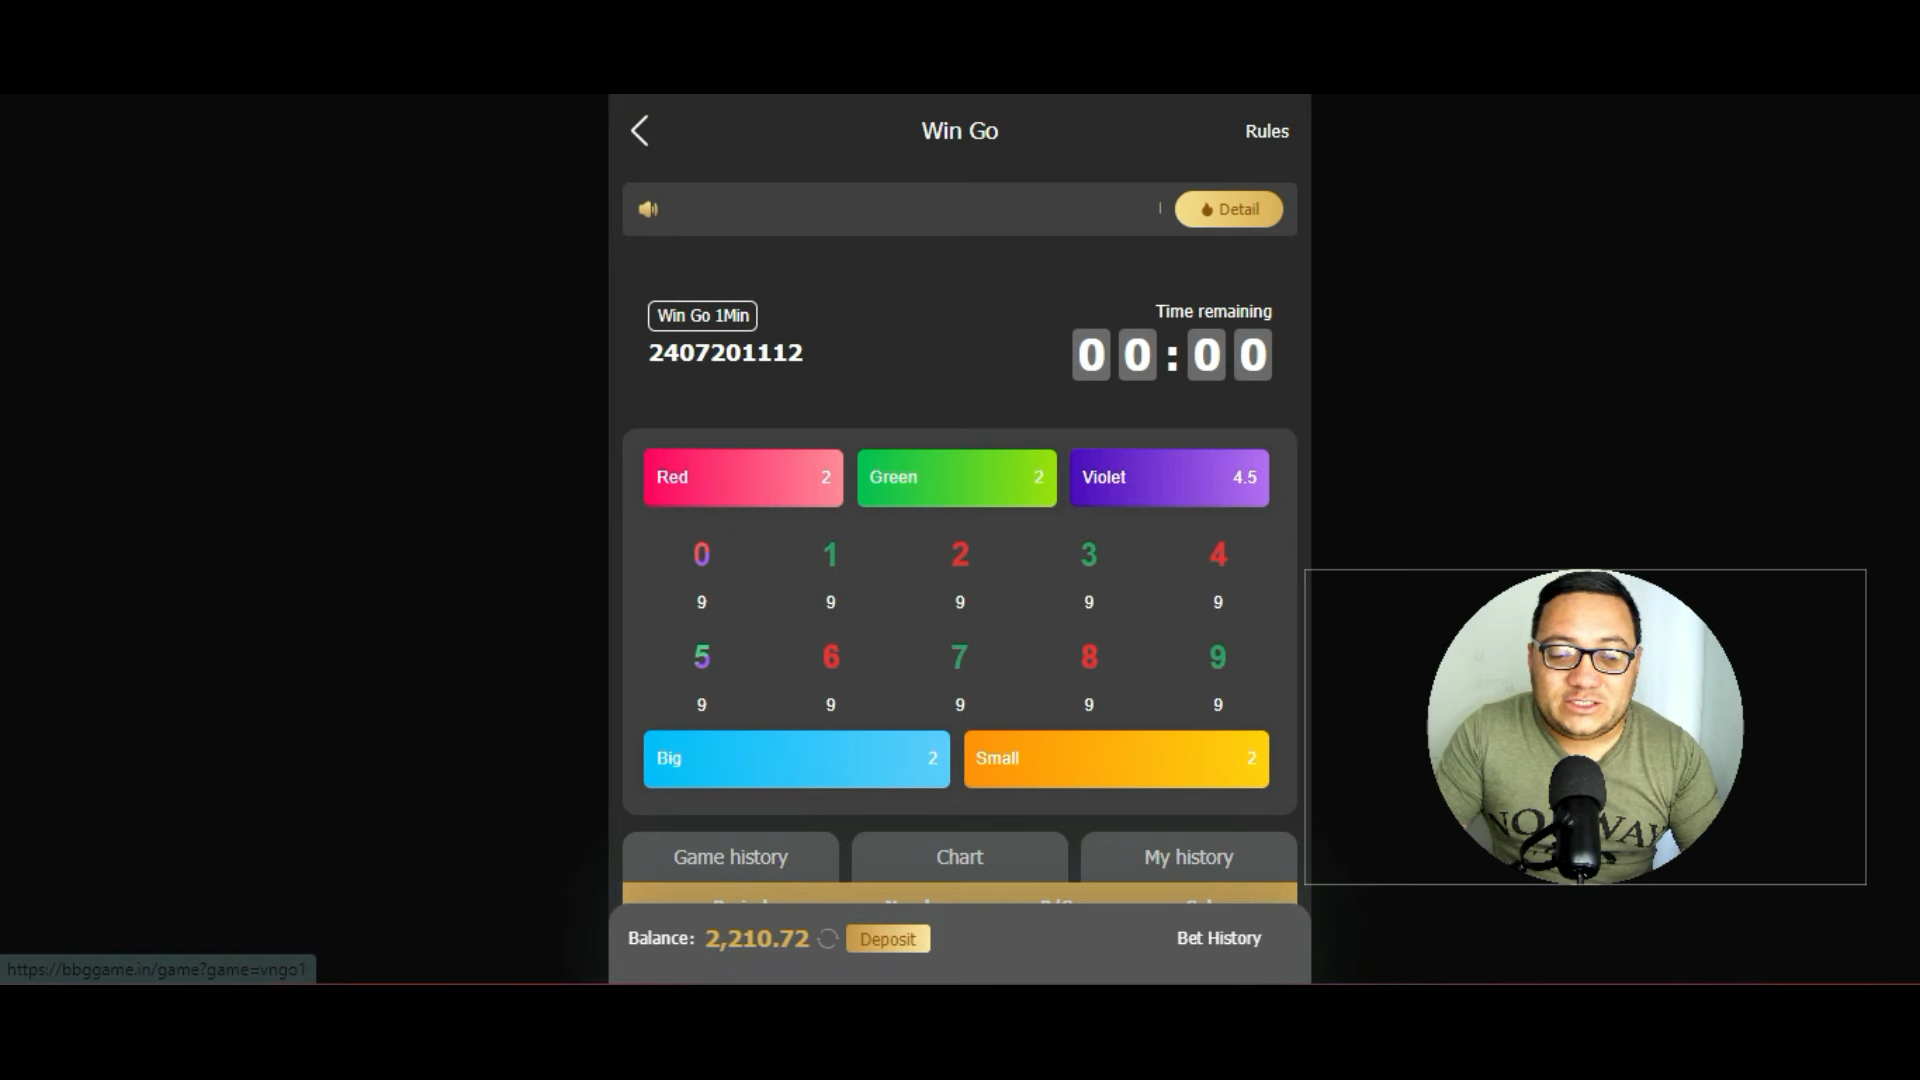 Win Go
Rules
Detail
Win Go 1Min
2407201112
Time remaining
00:00
Red 2
Green 2
Violet 4.5
0 1 2 3 4
9 9 9 9 9
5 6 7 8 9
9 9 9 9 9
Big 2
Small 2
Game history
Chart
My history
Balance: 2,210.72
Deposit
Bet History
https://bbggame.in/game?game=vngo1
NORWAY